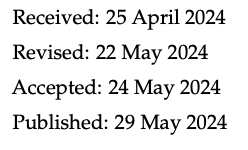 Received: 25 April 2024
Revised: 22 May 2024
Accepted: 24 May 2024
Published: 29 May 2024